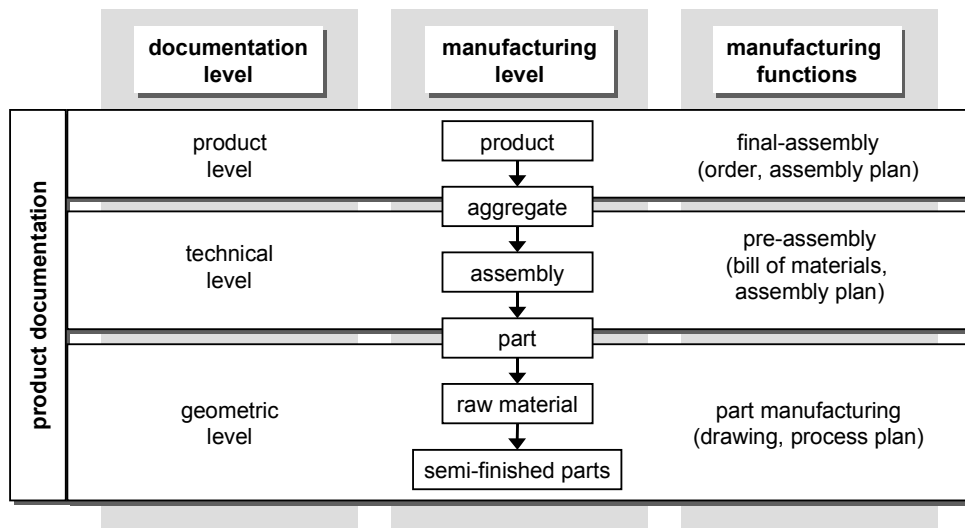 documentation
level
manufacturing
level
manufacturing
functions
product documentation
product
level
product
final-assembly
(order, assembly plan)
aggregate
technical
level
assembly
pre-assembly
(bill of materials,
assembly plan)
part
geometric
level
raw material
semi-finished parts
part manufacturing
(drawing, process plan)